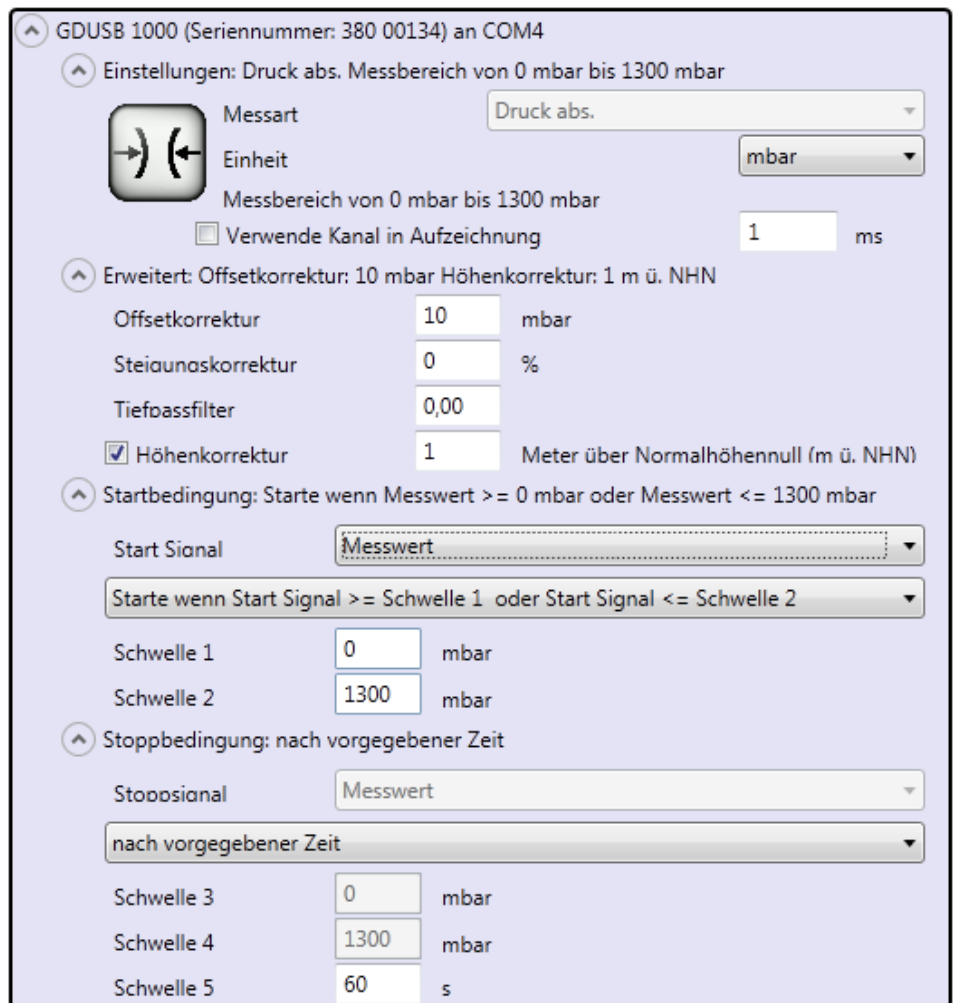 GDUSB 1000 (Seriennummer: 380 00134) an COM4
Einstellungen: Druck abs. Messbereich von 0 mbar bis 1300 mbar
Messart Druck abs.
Einheit mbar
Messbereich von 0 mbar bis 1300 mbar
Verwende Kanal in Aufzeichnung 1 ms
Erweitert: Offsetkorrektur: 10 mbar Höhenkorrektur: 1 m ü. NHN
Offsetkorrektur 10 mbar
Steigungskorrektur 0 %
Tiefpassfilter 0,00
Höhenkorrektur 1 Meter über Normalhöhennull (m ü. NHN)
Startbedingung: Starte wenn Messwert >= 0 mbar oder Messwert <= 1300 mbar
Start Signal Messwert
Starte wenn Start Signal >= Schwelle 1 oder Start Signal <= Schwelle 2
Schwelle 1 0 mbar
Schwelle 2 1300 mbar
Stoppbedingung: nach vorgegebener Zeit
Stoppsignal Messwert
nach vorgegebener Zeit
Schwelle 3 0 mbar
Schwelle 4 1300 mbar
Schwelle 5 60 s